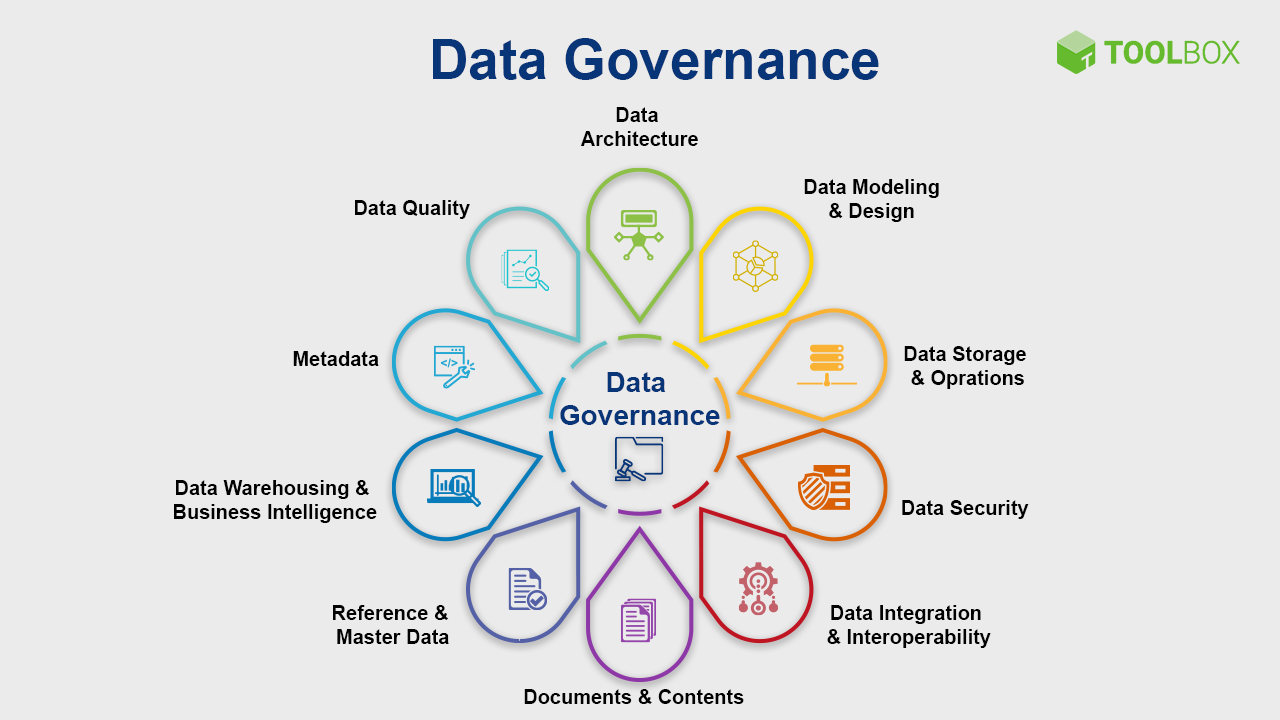 Data Governance
TOOLBOX
Data
Architecture
Data Modeling
& Design
Data Quality
Data Storage
& Oprations
Metadata
Data
Governance
</>
Data Warehousing &
Business Intelligence
Data Security
Reference &
Master Data
Data Integration
& Interoperability
Documents & Contents